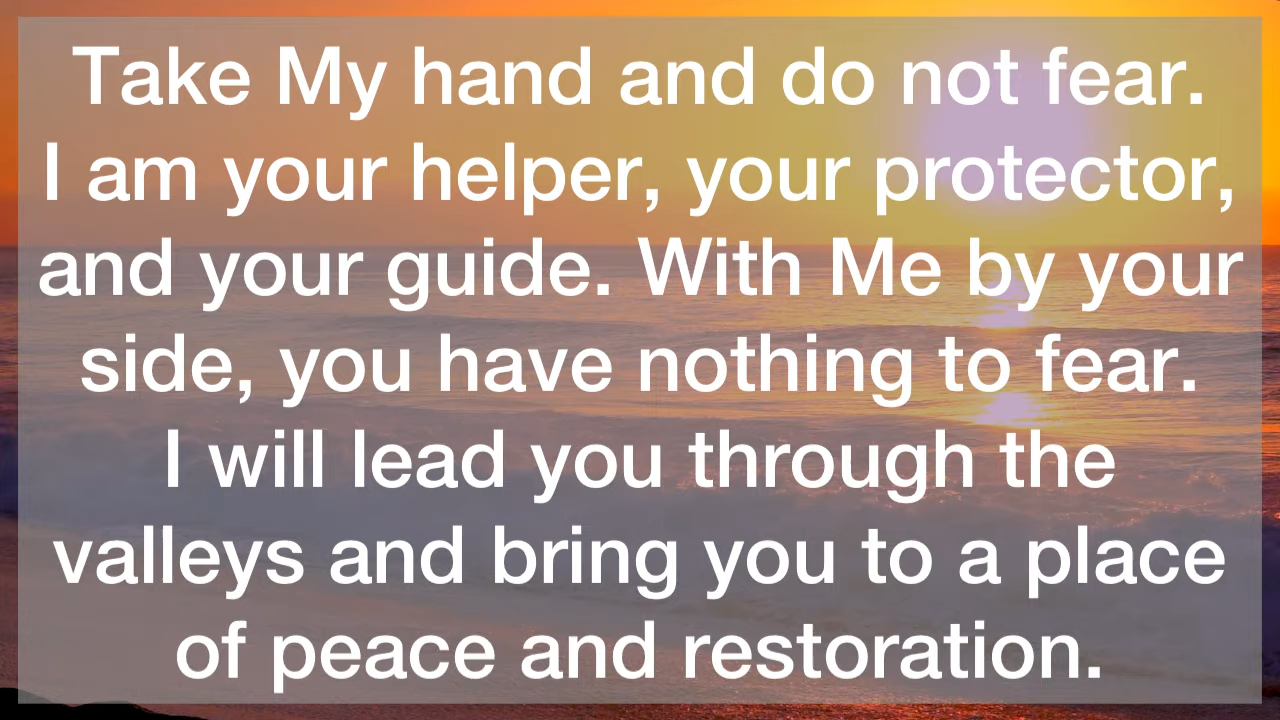 Take My hand and do not fear.
I am your helper, your protector,
and your guide. With Me by your
side, you have nothing to fear.
I will lead you through the
valleys and bring you to a place
of peace and restoration.